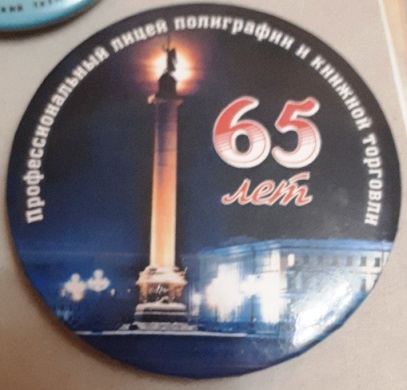 Профессиональный лицей полиграфии и книжной торговли
65
лет